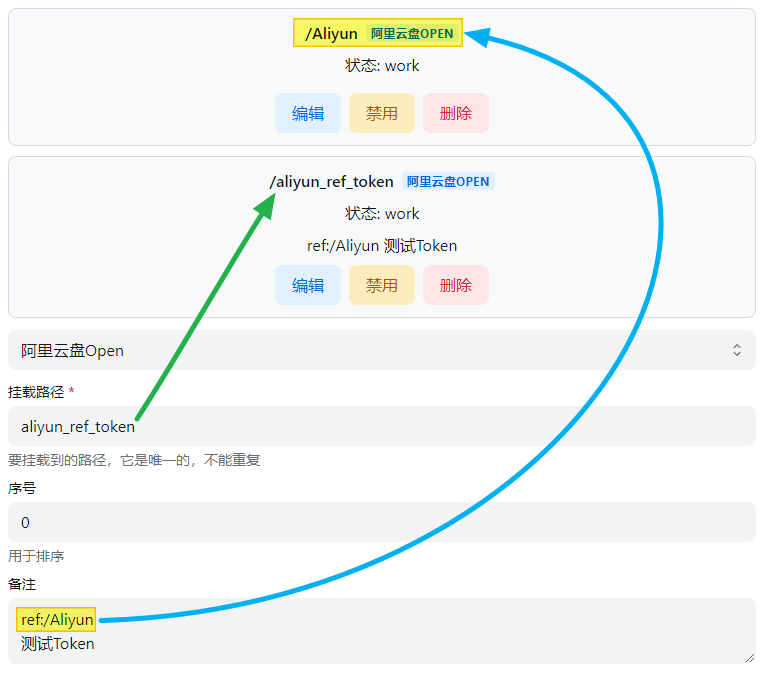 /Aliyun 阿里云盘OPEN
状态: work
编辑 禁用 删除
/aliyun_ref_token 阿里云盘OPEN
状态: work
ref:/Aliyun 测试Token
编辑 禁用 删除
阿里云盘Open
挂载路径 *
aliyun_ref_token
要挂载到的路径，它是唯一的，不能重复
序号
0
用于排序
备注
ref:/Aliyun
测试Token